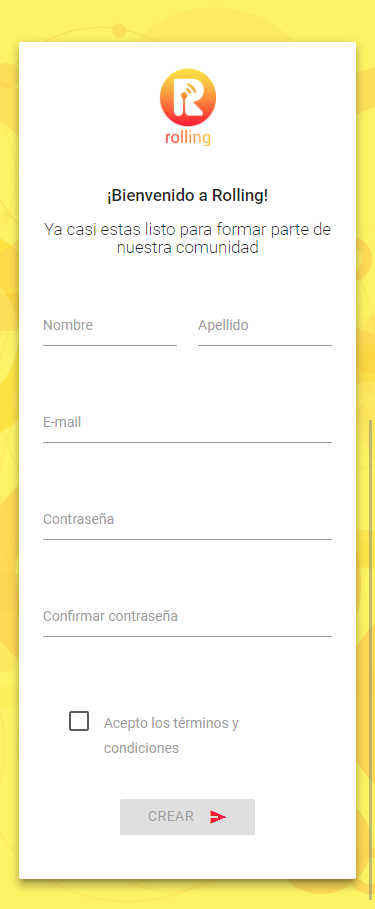 rolling
¡Bienvenido a Rolling!
Ya casi estas listo para formar parte de
nuestra comunidad
Nombre
Apellido
E-mail
Contraseña
Confirmar contraseña
Acepto los términos y
condiciones
CREAR